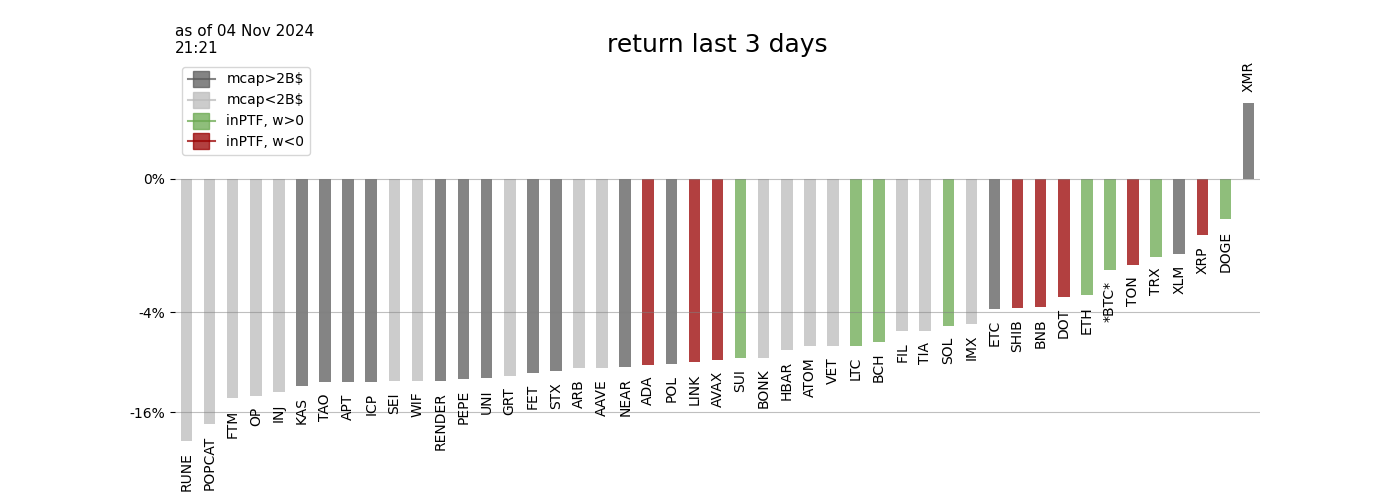 as of 04 Nov 2024
21:21
return last 3 days
mcap>2B$
mcap<2B$
inPTF, w>0
inPTF, w<0
0%
-4%
-16%
RUNE
POPCAT
FTM
OP
INJ
KAS
TAO
APT
ICP
SEI
WIF
RENDER
PEPE
UNI
GRT
FET
STX
ARB
AAVE
NEAR
ADA
POL
LINK
AVAX
SUI
BONK
HBAR
ATOM
VET
LTC
BCH
FIL
TIA
SOL
IMX
ETC
SHIB
BNB
DOT
ETH
*BTC*
TON
TRX
XLM
XRP
DOGE
XMR